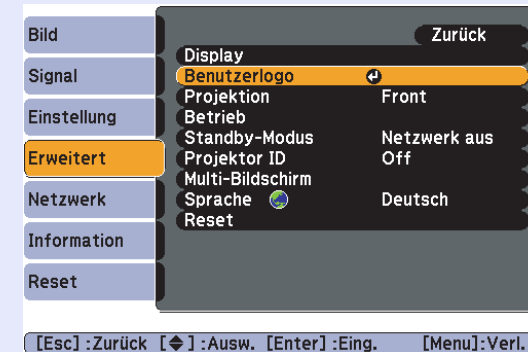 Bild
Signal
Einstellung
Erweitert
Netzwerk
Information
Reset
Zurück
Display
Benutzerlogo
Projektion Front
Betrieb
Standby-Modus Netzwerk aus
Projektor ID Off
Multi-Bildschirm
Sprache Deutsch
Reset
[Esc] :Zurück [◆] :Ausw. [Enter] :Eing. [Menu]:Verl.